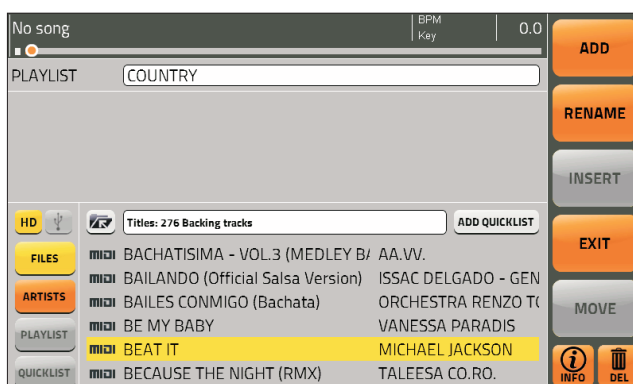 No song
BPM
Key
0.0
ADD
PLAYLIST
COUNTRY
RENAME
INSERT
HD
Titles: 276 Backing tracks
ADD QUICKLIST
EXIT
FILES
midi BACHATISIMA - VOL.3 (MEDLEY BA AA.VV.
midi BAILANDO (Official Salsa Version) ISSAC DELGADO - GEN
ARTISTS
midi BAILES CONMIGO (Bachata) ORCHESTRA RENZO TO
MOVE
midi BE MY BABY VANESSA PARADIS
PLAYLIST
midi BEAT IT MICHAEL JACKSON
QUICKLIST
midi BECAUSE THE NIGHT (RMX) TALEESA CO.RO.
INFO
DEL